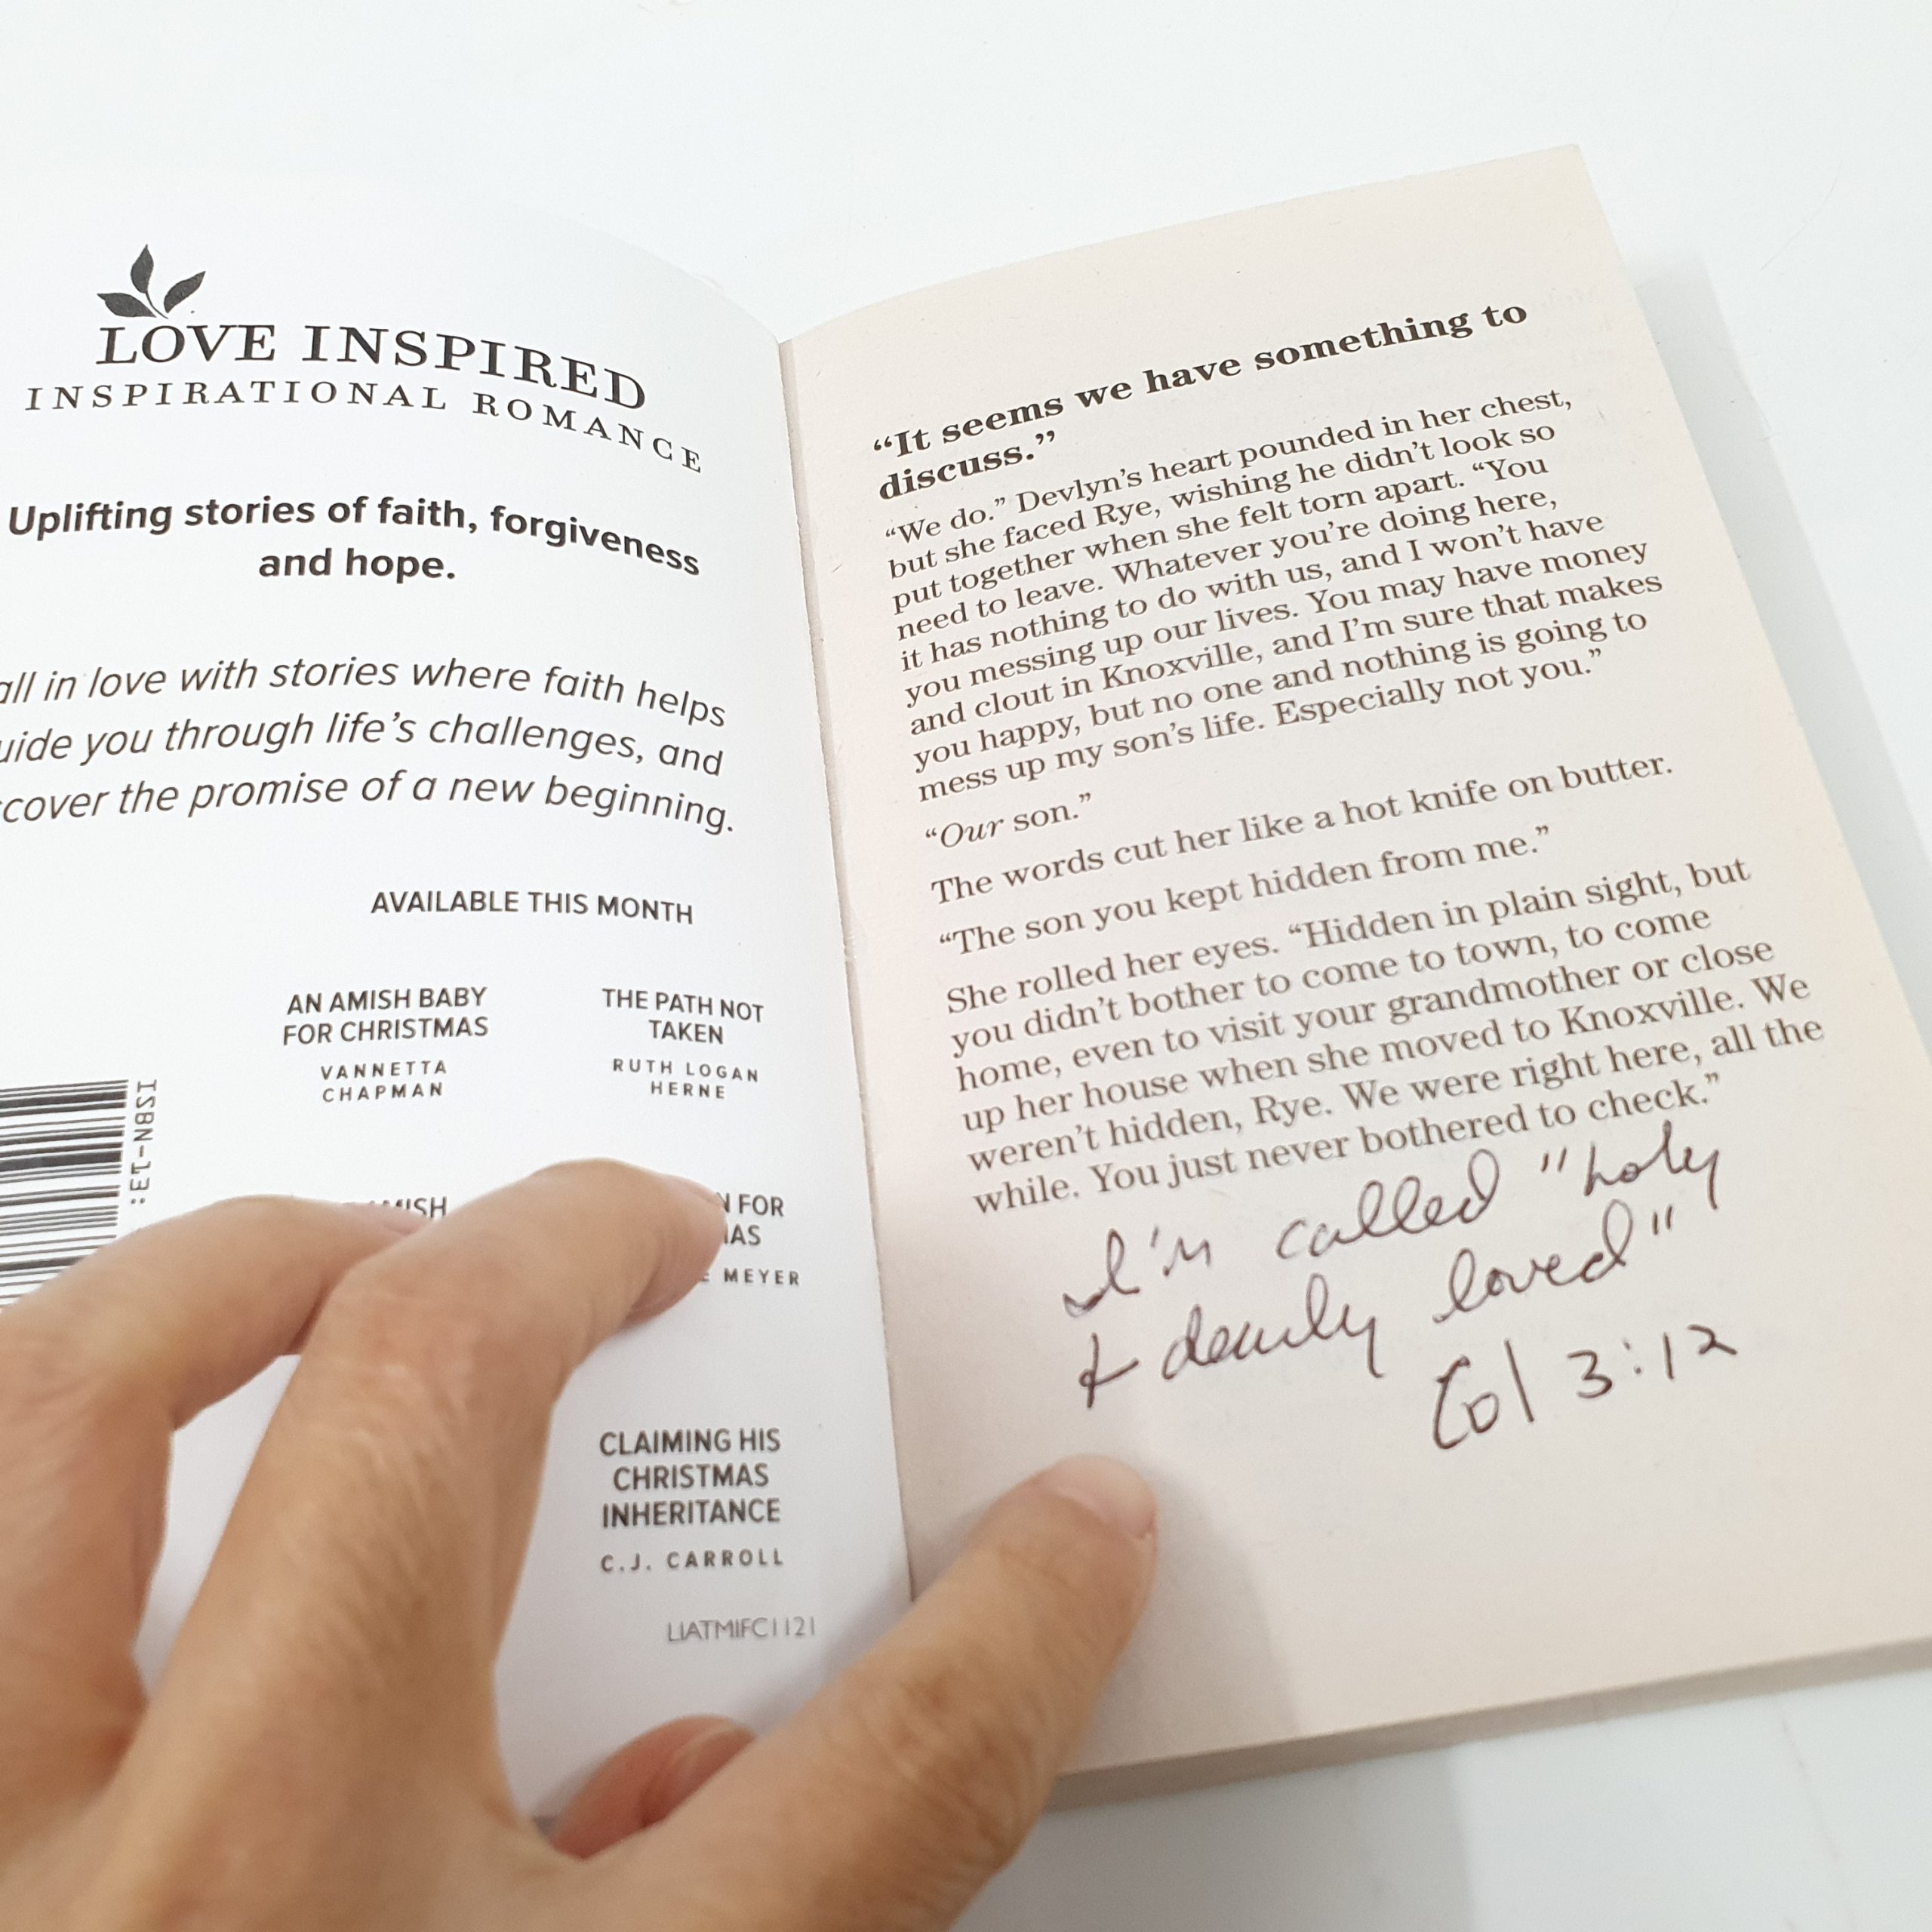 LOVE INSPIRED
INSPIRATIONAL ROMANCE
Uplifting stories of faith, forgiveness
and hope.
all in love with stories where faith helps
uide you through life's challenges, and
cover the promise of a new beginning.
AVAILABLE THIS MONTH
AN AMISH BABY
FOR CHRISTMAS
VANNETTA
CHAPMAN
THE PATH NOT
TAKEN
RUTH LOGAN
HERNE
FOR
MEYER
CLAIMING HIS
CHRISTMAS
INHERITANCE
C.J. CARROLL
LIATMIFC1121
ISBN-13:
“It seems we have something to
discuss.”
“We do.” Devlyn’s heart pounded in her chest,
but she faced Rye, wishing he didn’t look so
put together when she felt torn apart. “You
need to leave. Whatever you’re doing here,
it has nothing to do with us, and I won’t have
you messing up our lives. You may have money
and clout in Knoxville, and I’m sure that makes
you happy, but no one and nothing is going to
mess up my son’s life. Especially not you.”
“Our son.”
The words cut her like a hot knife on butter.
“The son you kept hidden from me.”
She rolled her eyes. “Hidden in plain sight, but
you didn’t bother to come to town, to come
home, even to visit your grandmother or close
up her house when she moved to Knoxville. We
weren’t hidden, Rye. We were right here, all the
while. You just never bothered to check.”
I'm called "holy
& dearly loved"
Col 3:12